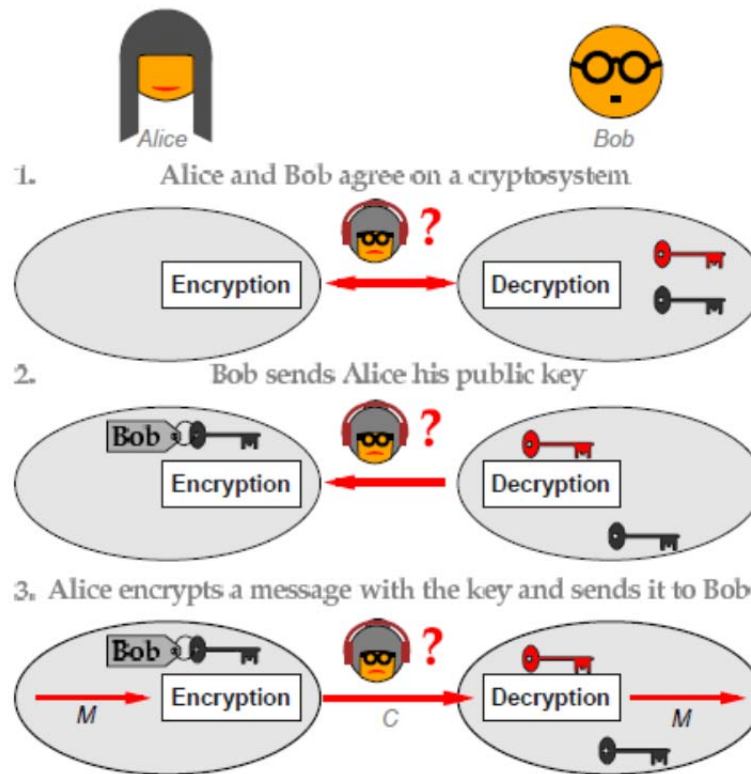 Alice
Bob
1. Alice and Bob agree on a cryptosystem
?
Encryption
Decryption
2. Bob sends Alice his public key
Bob
?
Encryption
Decryption
3. Alice encrypts a message with the key and sends it to Bob
Bob
?
M
Encryption
C
Decryption
M